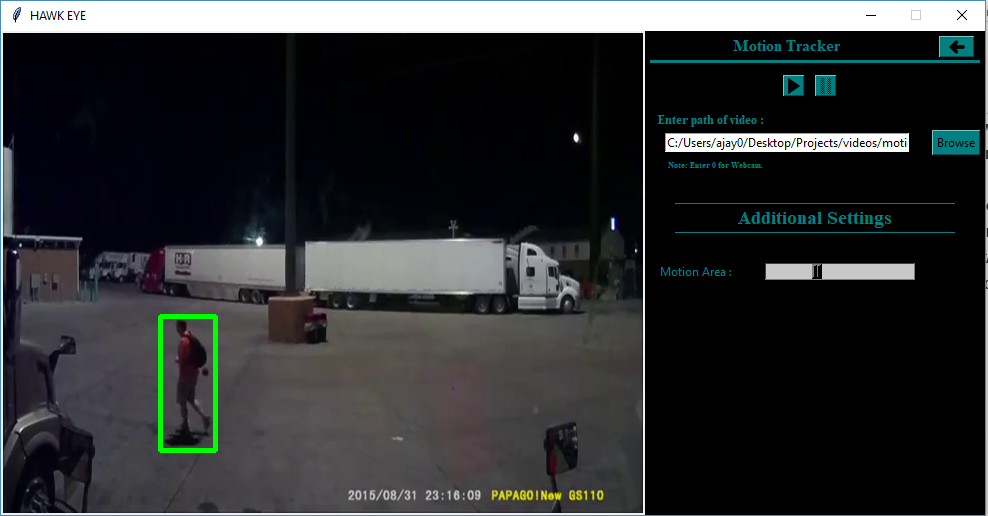 HAWK EYE
Motion Tracker
Enter path of video :
C:/Users/ajay0/Desktop/Projects/videos/moti
Browse
Note: Enter 0 for Webcam.
Additional Settings
Motion Area :
H&R
2015/08/31 23:16:09 PAPAGO!New GS110